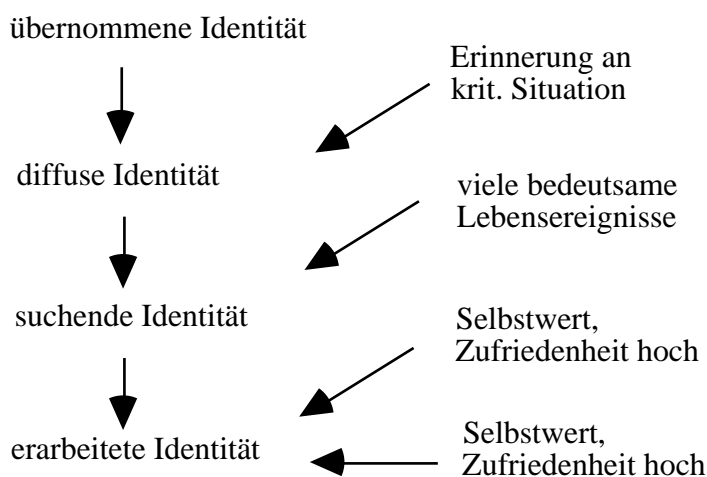 übernommene Identität
Erinnerung an
krit. Situation
diffuse Identität
viele bedeutsame
Lebensereignisse
suchende Identität
Selbstwert,
Zufriedenheit hoch
erarbeitete Identität
Selbstwert,
Zufriedenheit hoch